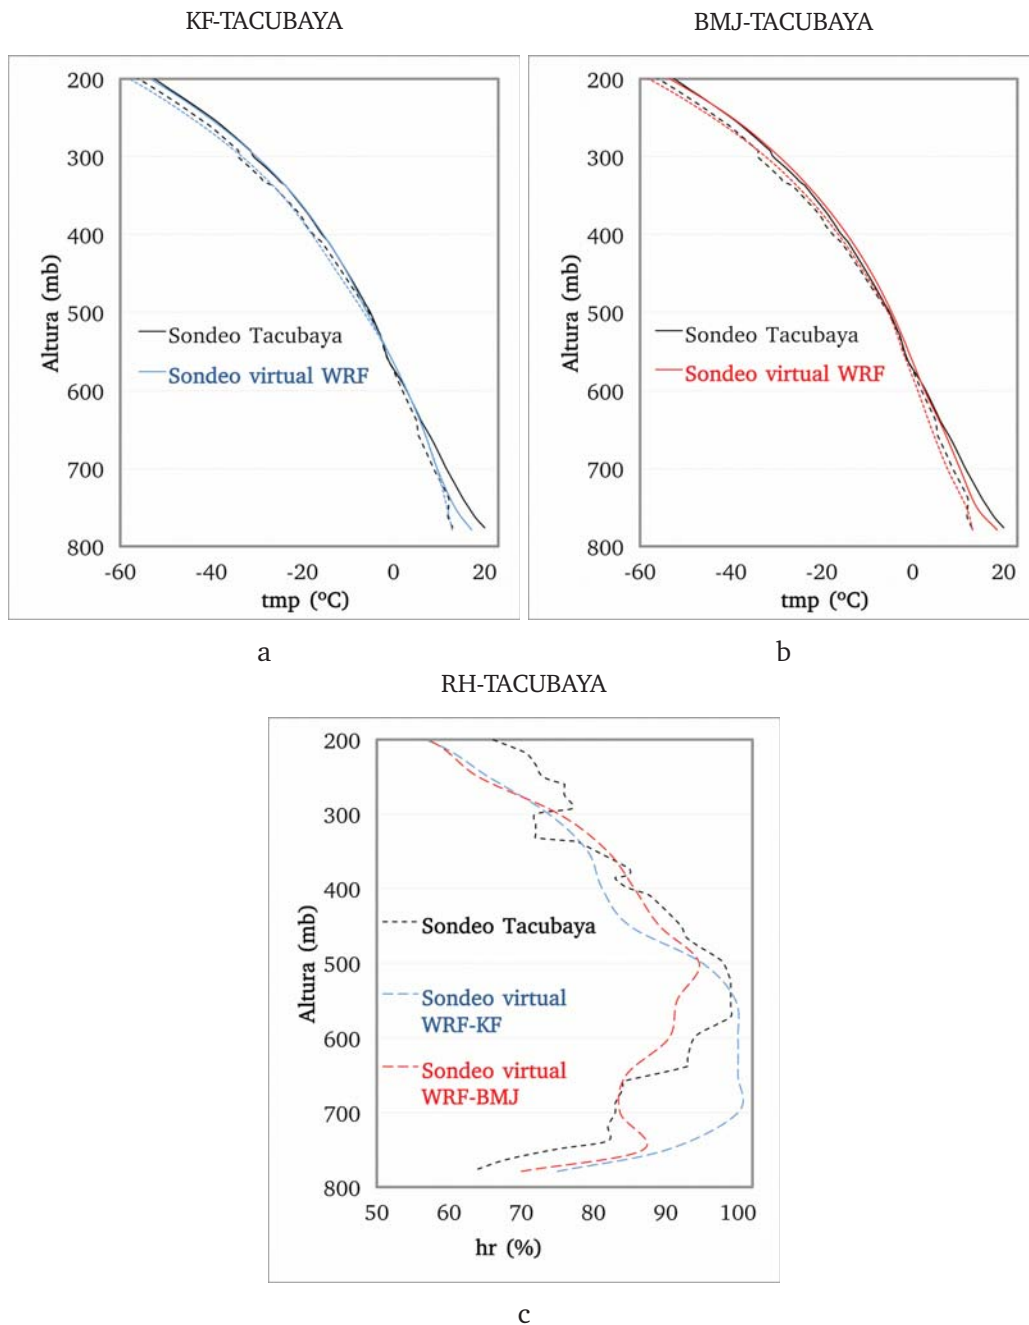 KF-TACUBAYA
BMJ-TACUBAYA
200
300
400
500
600
700
800
Altura (mb)
Sondeo Tacubaya
Sondeo virtual WRF
-60
-40
-20
0
20
tmp (ºC)
a
200
300
400
500
600
700
800
Altura (mb)
Sondeo Tacubaya
Sondeo virtual WRF
-60
-40
-20
0
20
tmp (ºC)
b
RH-TACUBAYA
200
300
400
500
600
700
800
Altura (mb)
Sondeo Tacubaya
Sondeo virtual
WRF-KF
Sondeo virtual
WRF-BMJ
50
60
70
80
90
100
hr (%)
c